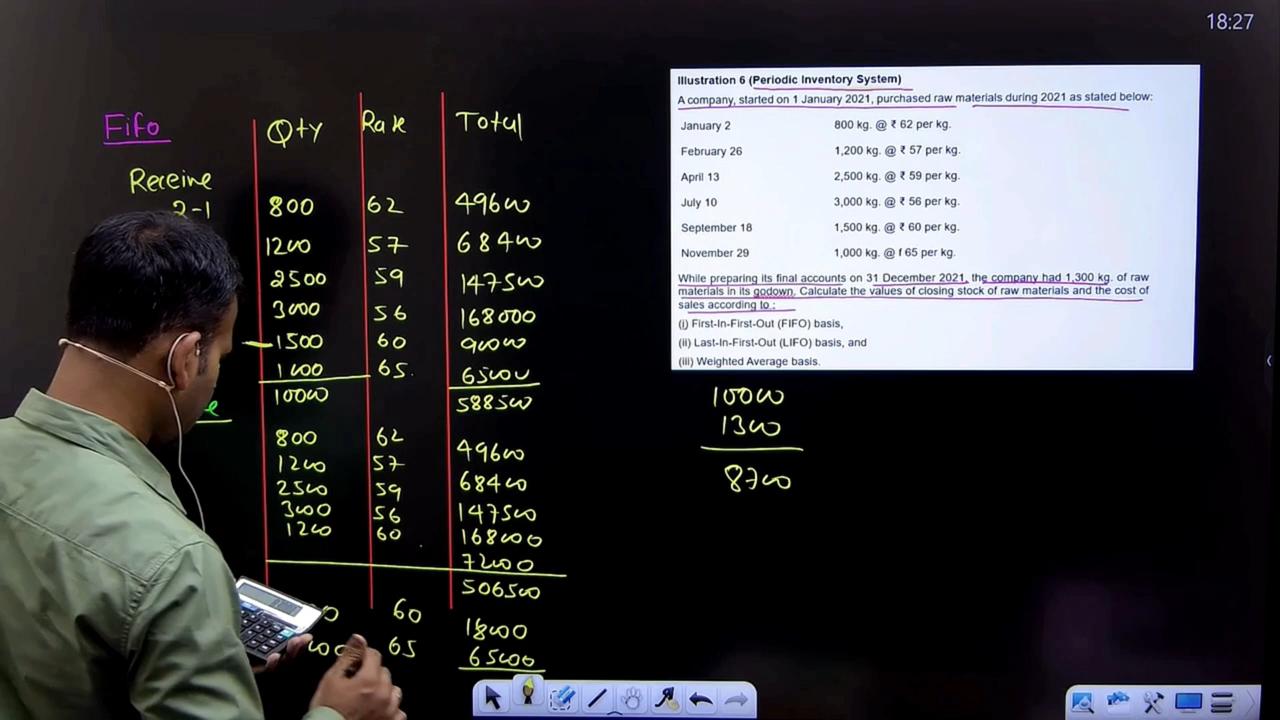 18:27
Fifo
Qty Rate Total
Receive
2-1 800 62 49600
1200 57 68400
2500 59 147500
3000 56 168000
1500 60 90000
1000 65. 65000
10000 588500
e
800 62 49600
1200 57 68400
2500 59 147500
3000 56 168000
1200 60 72000
506500
0 60 18000
00 65 65000
Illustration 6 (Periodic Inventory System)
A company, started on 1 January 2021, purchased raw materials during 2021 as stated below:
January 2 800 kg. @ ₹ 62 per kg.
February 26 1,200 kg. @ ₹ 57 per kg.
April 13 2,500 kg. @ ₹ 59 per kg.
July 10 3,000 kg. @ ₹ 56 per kg.
September 18 1,500 kg. @ ₹ 60 per kg.
November 29 1,000 kg. @ f 65 per kg.
While preparing its final accounts on 31 December 2021, the company had 1,300 kg. of raw
materials in its godown. Calculate the values of closing stock of raw materials and the cost of
sales according to :
(i) First-In-First-Out (FIFO) basis,
(ii) Last-In-First-Out (LIFO) basis, and
(iii) Weighted Average basis.
10000
1300
8700